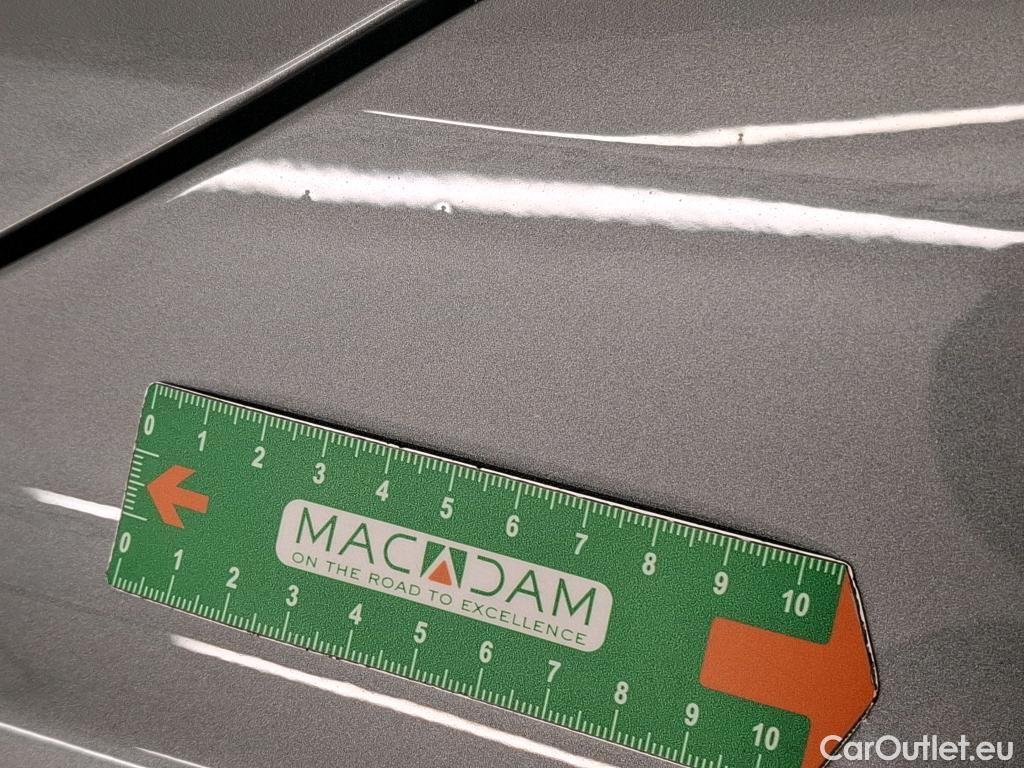 0 1 2 3 4 5 6 7 8 9 10
MACADAM
ON THE ROAD TO EXCELLENCE
0 1 2 3 4 5 6 7 8 9 10
CarOutlet.eu